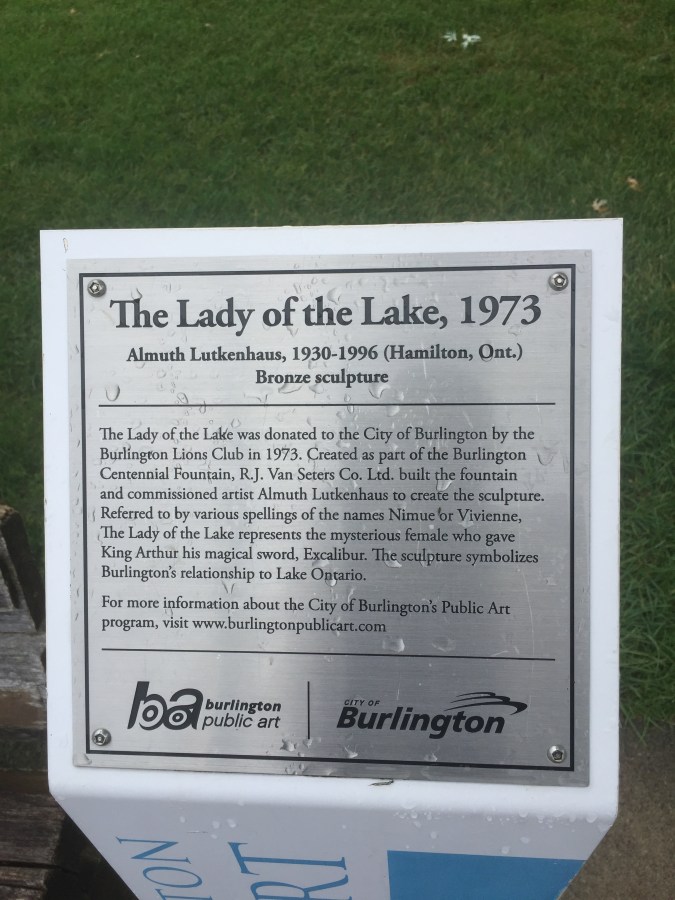 The Lady of the Lake, 1973
Almuth Lutkenhaus, 1930-1996 (Hamilton, Ont.)
Bronze sculpture
The Lady of the Lake was donated to the City of Burlington by the
Burlington Lions Club in 1973. Created as part of the Burlington
Centennial Fountain, R.J. Van Seters Co. Ltd. built the fountain
and commissioned artist Almuth Lutkenhaus to create the sculpture.
Referred to by various spellings of the names Nimue or Vivienne,
The Lady of the Lake represents the mysterious female who gave
King Arthur his magical sword, Excalibur. The sculpture symbolizes
Burlington's relationship to Lake Ontario.
For more information about the City of Burlington's Public Art
program, visit www.burlingtonpublicart.com
ba burlington
public art
CITY OF
Burlington
TON
RT